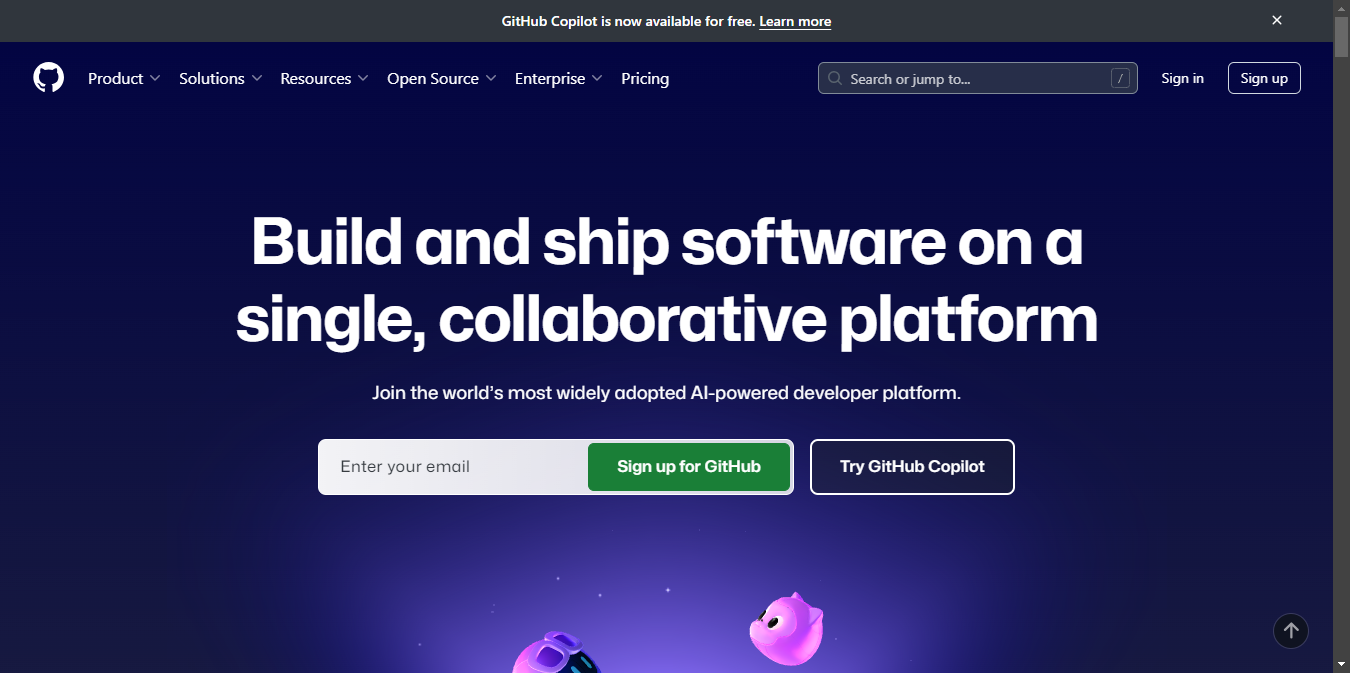 GitHub Copilot is now available for free. Learn more
Product Solutions Resources Open Source Enterprise Pricing Search or jump to... / Sign in Sign up
Build and ship software on a
single, collaborative platform
Join the world’s most widely adopted AI-powered developer platform.
Enter your email Sign up for GitHub Try GitHub Copilot